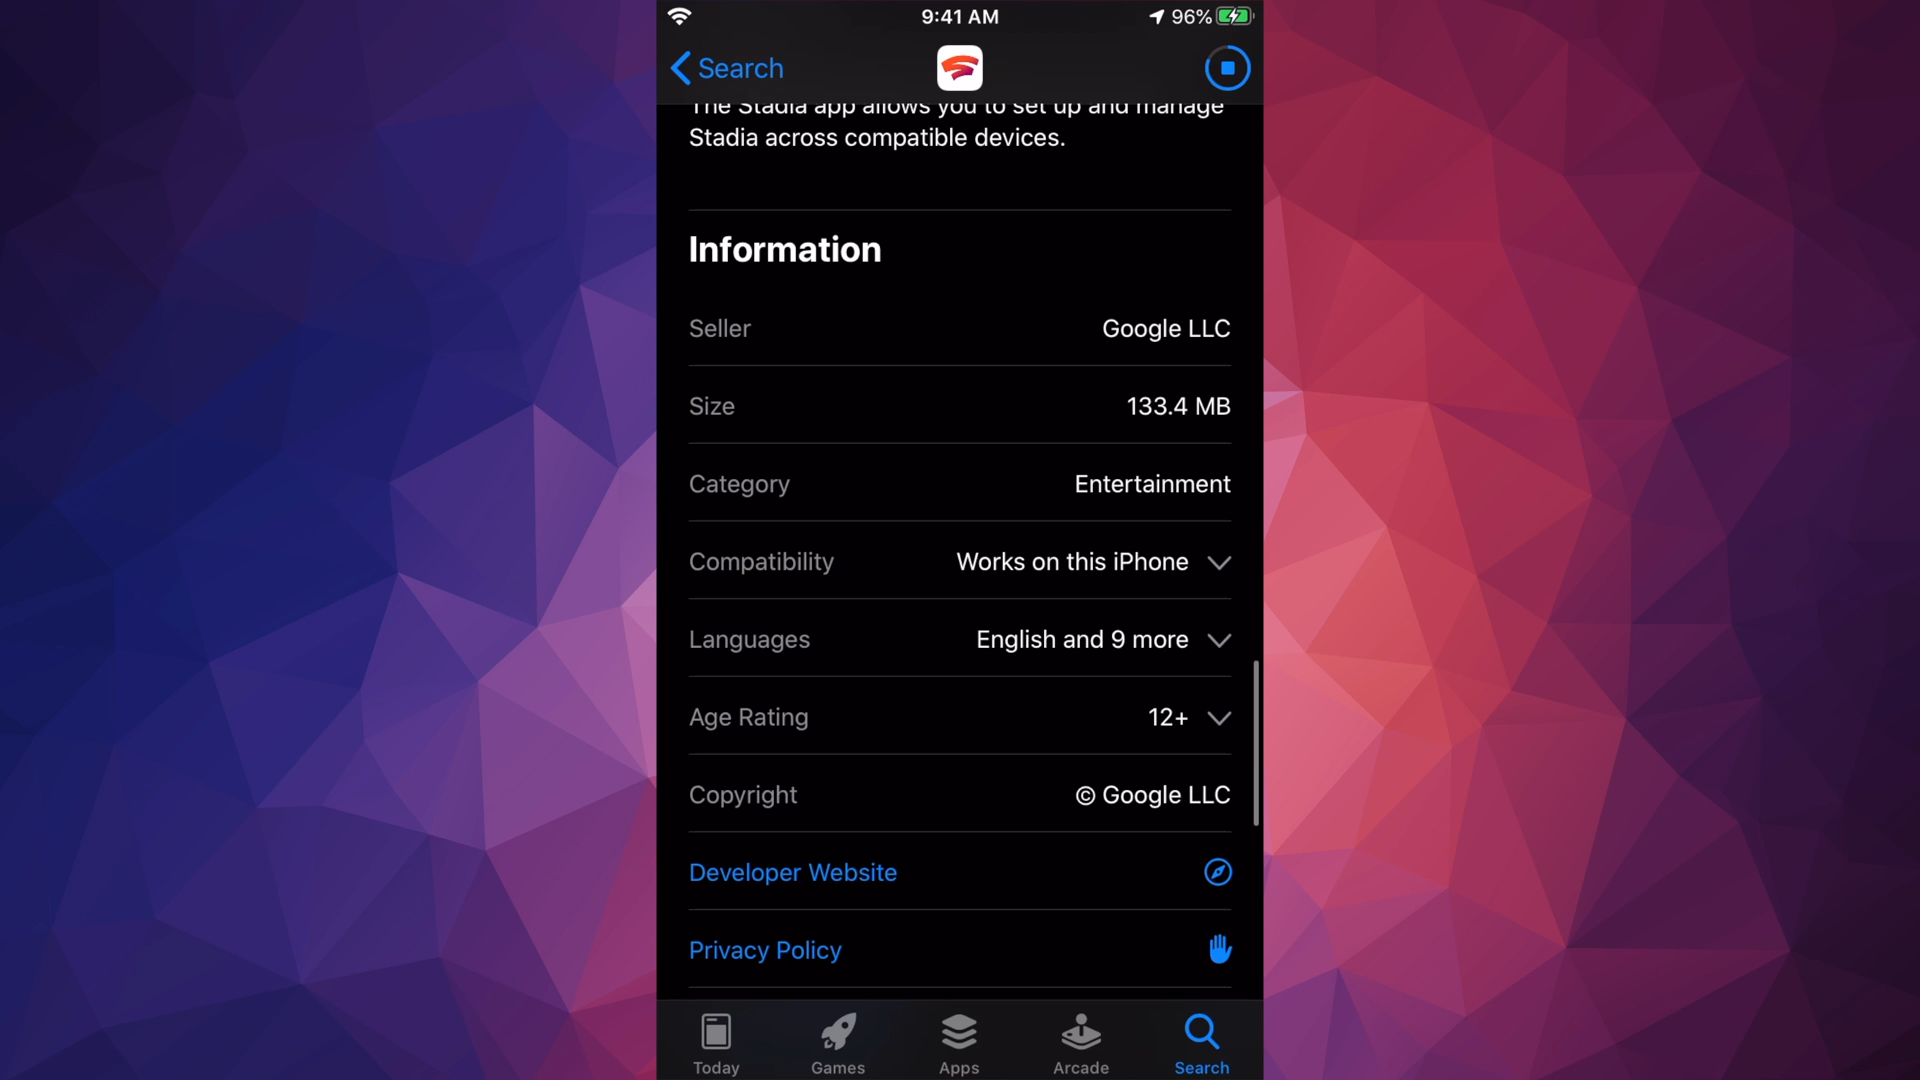 9:41 AM
96%
Search
The Stadia app allows you to set up and manage
Stadia across compatible devices.
Information
Seller Google LLC
Size 133.4 MB
Category Entertainment
Compatibility Works on this iPhone
Languages English and 9 more
Age Rating 12+
Copyright © Google LLC
Developer Website
Privacy Policy
Today Games Apps Arcade Search